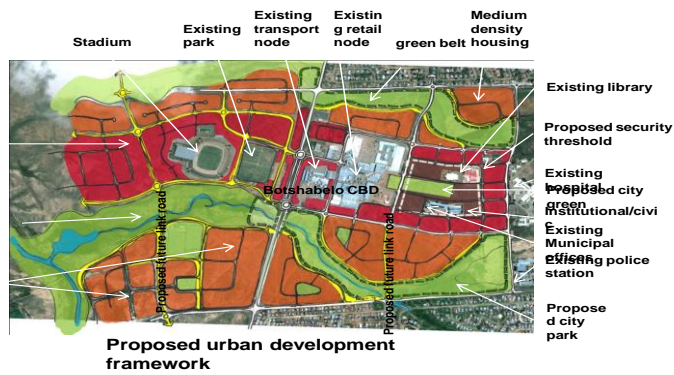 Stadium
Existing
park
Existing
transport
node
Existin
g retail
node
green belt
Medium
density
housing
Existing library
Proposed security
threshold
Existing
hospital
Proposed city
green
Institutional/civi
c
Existing
Municipal
offices
Existing police
station
Propose
d city
park
Botshabelo CBD
Proposed future link road
Proposed future link road
Proposed urban development
framework